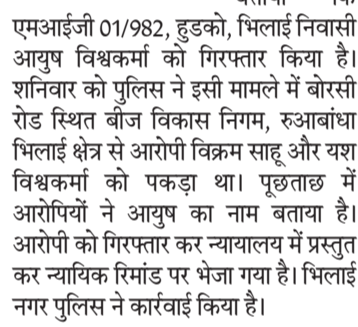 एमआईजी 01/982, हुडको, भिलाई निवासी
आयुष विश्वकर्मा को गिरफ्तार किया है।
शनिवार को पुलिस ने इसी मामले में बोरसी
रोड स्थित बीज विकास निगम, रुआबांधा
भिलाई क्षेत्र से आरोपी विक्रम साहू और यश
विश्वकर्मा को पकड़ा था। पूछताछ में
आरोपियों ने आयुष का नाम बताया है।
आरोपी को गिरफ्तार कर न्यायालय में प्रस्तुत
कर न्यायिक रिमांड पर भेजा गया है। भिलाई
नगर पुलिस ने कार्रवाई किया है।